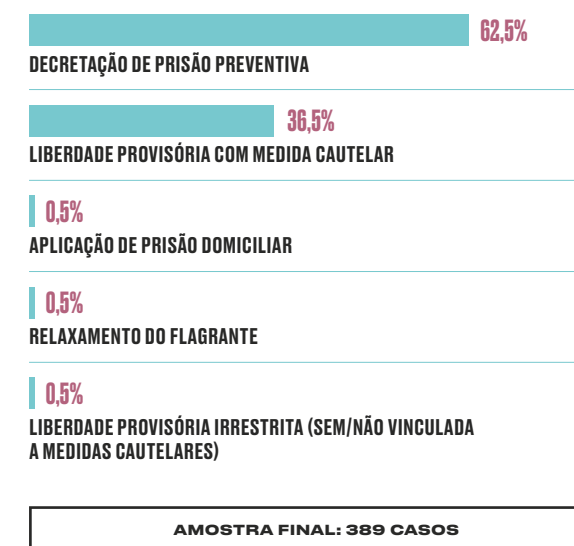 62,5%
DECRETAÇÃO DE PRISÃO PREVENTIVA
36,5%
LIBERDADE PROVISÓRIA COM MEDIDA CAUTELAR
0,5%
APLICAÇÃO DE PRISÃO DOMICILIAR
0,5%
RELAXAMENTO DO FLAGRANTE
0,5%
LIBERDADE PROVISÓRIA IRRESTRITA (SEM/NÃO VINCULADA
A MEDIDAS CAUTELARES)
AMOSTRA FINAL: 389 CASOS